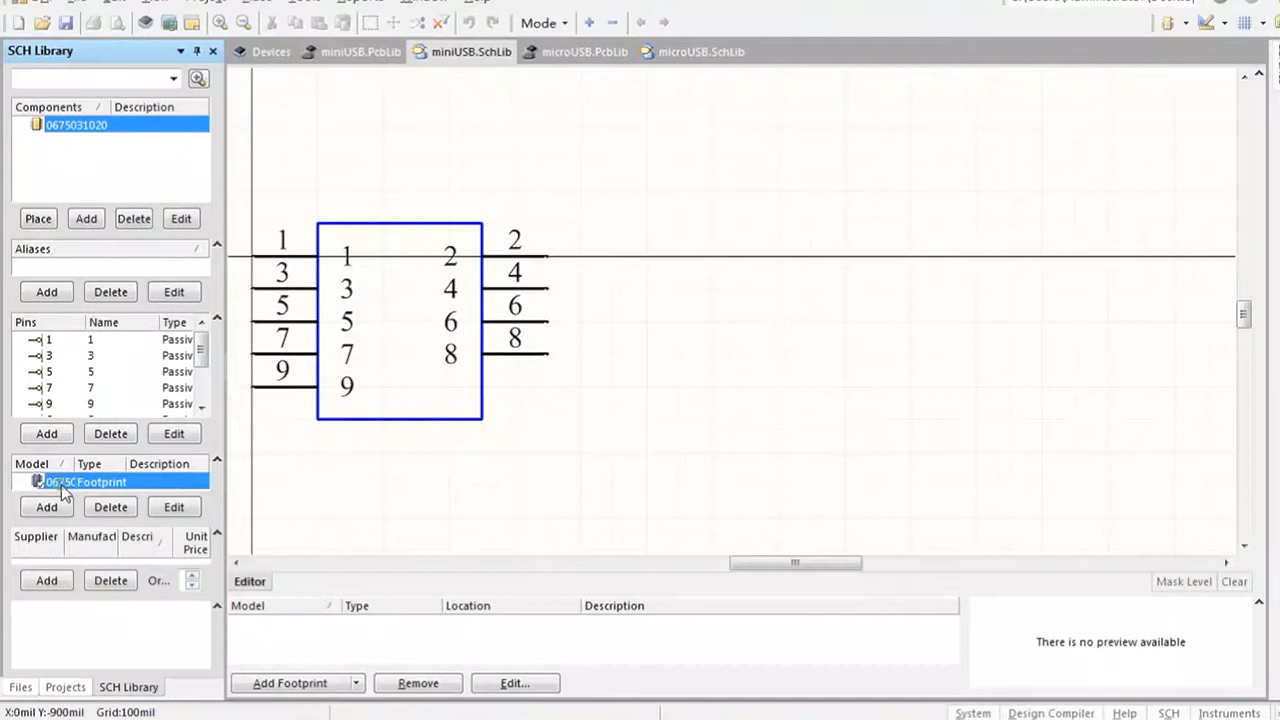 Mode
SCH Library
Devices miniUSB.PcbLib miniUSB.SchLib microUSB.PcbLib microUSB.SchLib
Components / Description
0675031020
Place Add Delete Edit
Aliases /
Add Delete Edit
Pins Name Type
1 1 Passiv
3 3 Passiv
5 5 Passiv
7 7 Passiv
9 9 Passiv
Add Delete Edit
Model / Type Description
0675C Footprint
Add Delete Edit
Supplier Manufacl Descri / Unit Price
Add Delete Or...
Files Projects SCH Library
1 2
1 2
3 4
3 4
5 6
5 6
7 8
7 8
9
9
Editor Mask Level Clear
Model / Type Location Description
There is no preview available
Add Footprint Remove Edit...
X:0mil Y:-900mil Grid:100mil System Design Compiler Help SCH Instruments